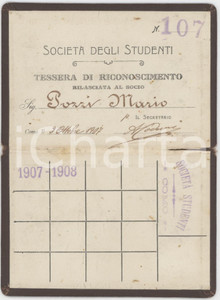 N. 107
SOCIETÀ DEGLI STUDENTI
TESSERA DI RICONOSCIMENTO
RILASCIATA AL SOCIO
Sig. Pozzi Mario
IL SEGRETARIO
1907
1907-1908
SOCIETÀ STUDENTI